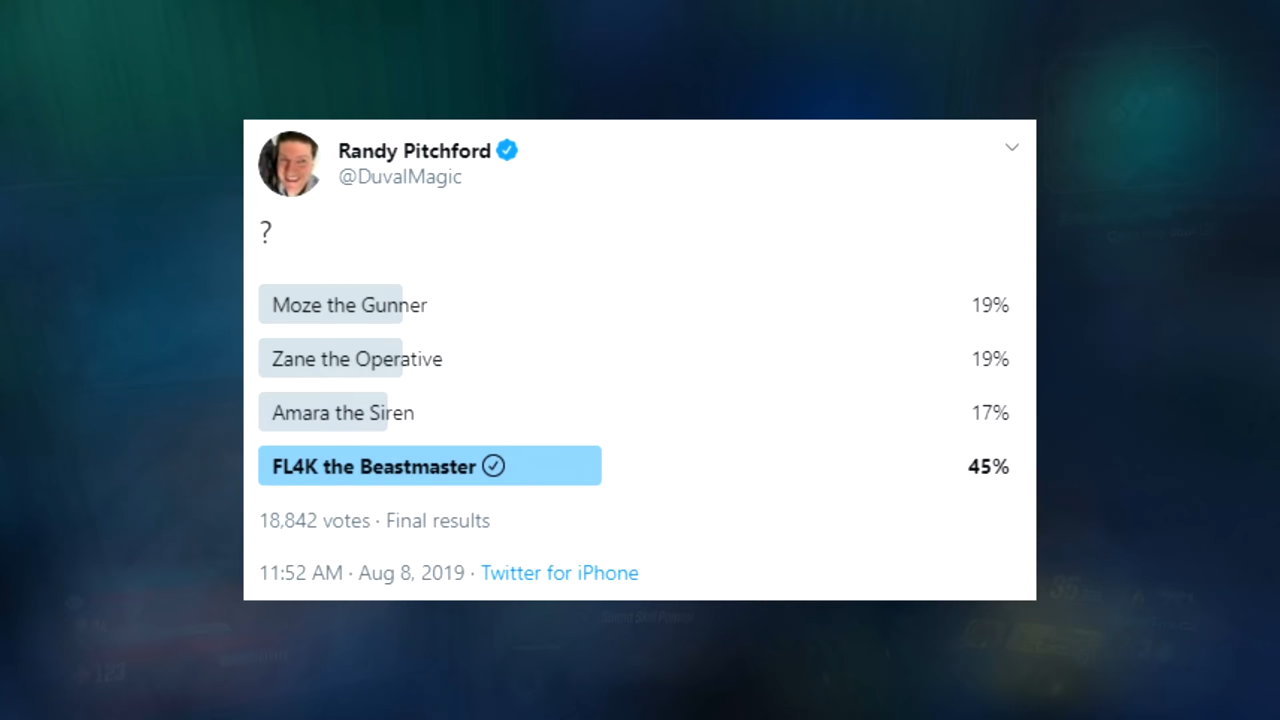 Randy Pitchford
@DuvalMagic
?
Moze the Gunner 19%
Zane the Operative 19%
Amara the Siren 17%
FL4K the Beastmaster 45%
18,842 votes · Final results
11:52 AM · Aug 8, 2019 · Twitter for iPhone